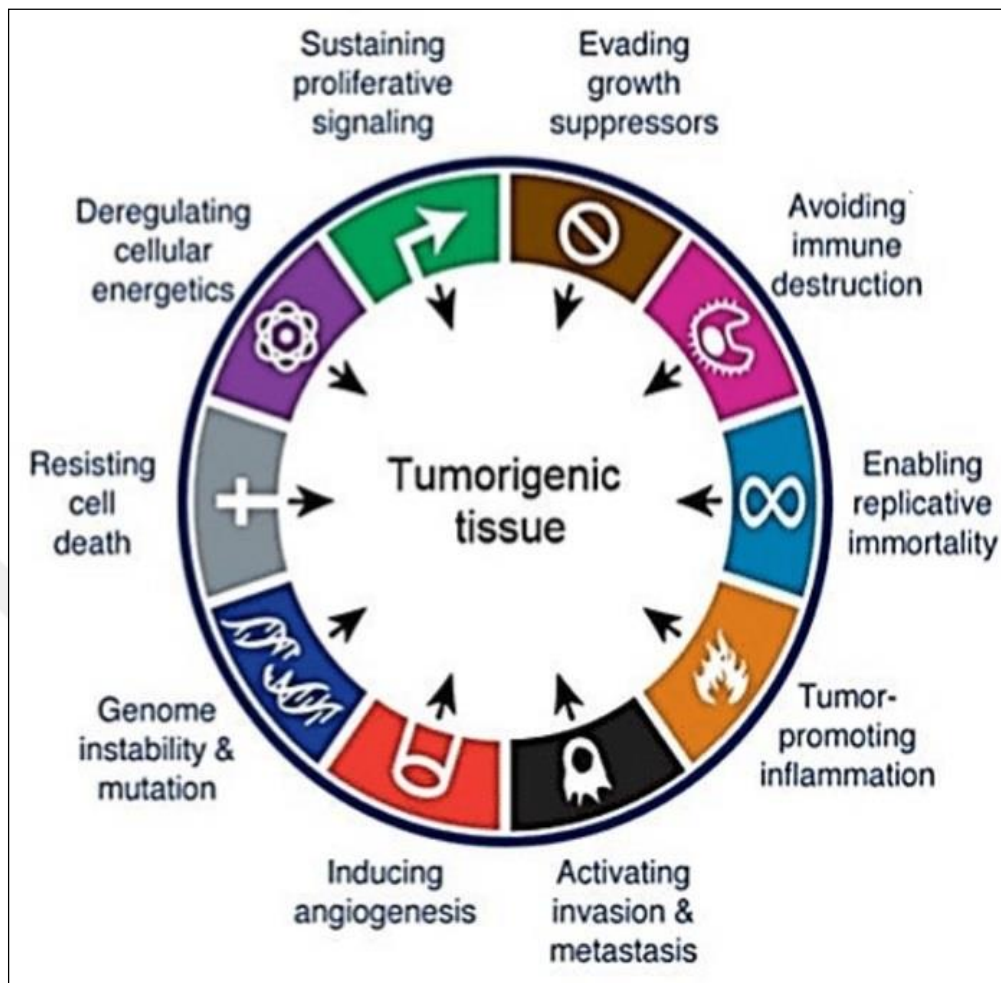 Sustaining
proliferative
signaling
Evading
growth
suppressors
Deregulating
cellular
energetics
Avoiding
immune
destruction
Resisting
cell
death
Tumorigenic
tissue
Enabling
replicative
immortality
Genome
instability &
mutation
Tumor-
promoting
inflammation
Inducing
angiogenesis
Activating
invasion &
metastasis